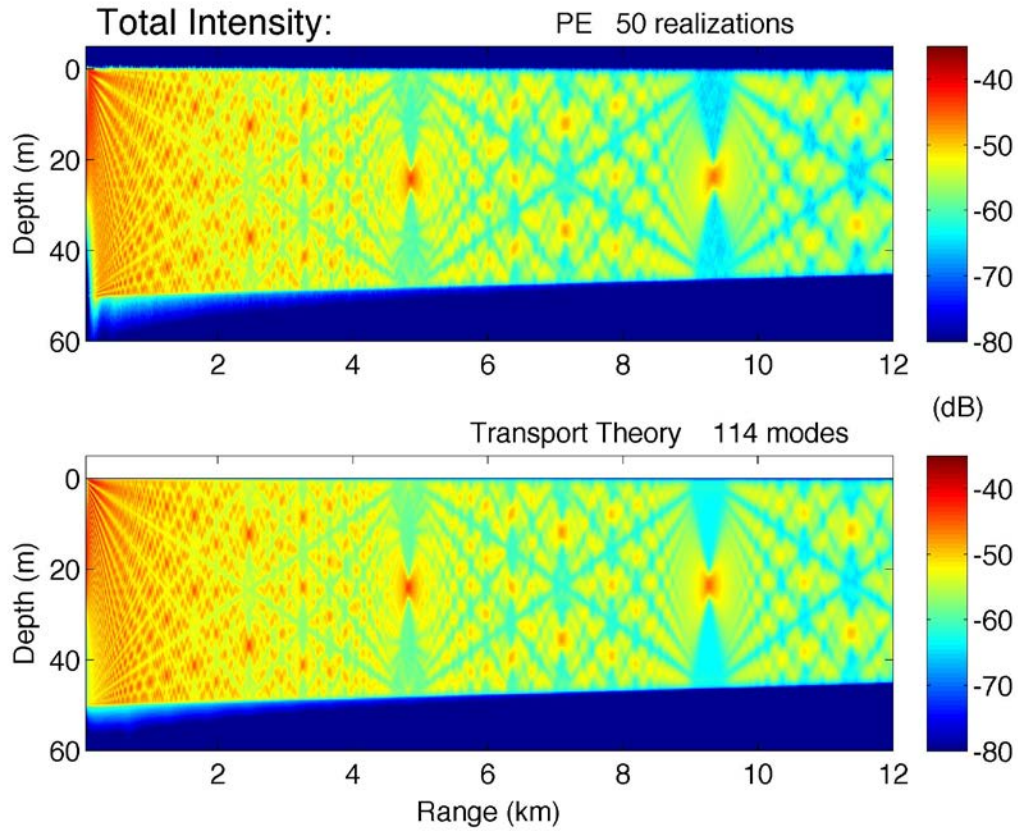 Total Intensity: PE 50 realizations
0
20
40
60
Depth (m)
2 4 6 8 10 12
-40
-50
-60
-70
-80
(dB)
Transport Theory 114 modes
0
20
40
60
Depth (m)
2 4 6 8 10 12
Range (km)
-40
-50
-60
-70
-80